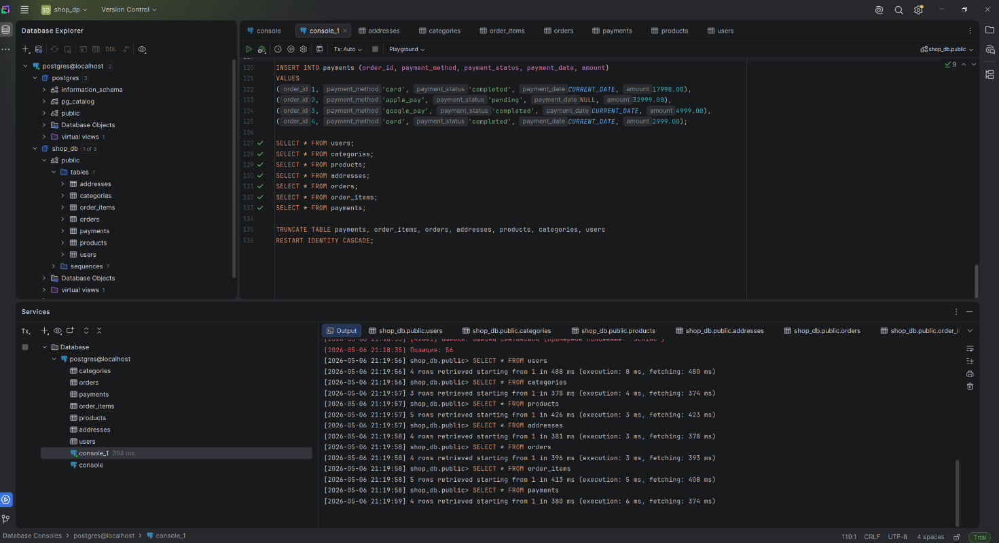 SD shop_dp Version Control
Database Explorer
DDL
postgres@localhost 2
postgres 3
information_schema
pg_catalog
public
Database Objects
virtual views 1
shop_db 1 of 3
public
tables 7
addresses
categories
order_items
orders
payments
products
users
sequences 7
Database Objects
virtual views 1
console console_1 addresses categories order_items orders payments products users
Tx: Auto Playground shop_db.public
9
120 INSERT INTO payments (order_id, payment_method, payment_status, payment_date, amount)
121 VALUES
122 ( order_id 1, payment_method 'card', payment_status 'completed', payment_date CURRENT_DATE, amount 17998.00),
123 ( order_id 2, payment_method 'apple_pay', payment_status 'pending', payment_date NULL, amount 32999.00),
124 ( order_id 3, payment_method 'google_pay', payment_status 'completed', payment_date CURRENT_DATE, amount 4999.00),
125 ( order_id 4, payment_method 'card', payment_status 'completed', payment_date CURRENT_DATE, amount 2999.00);
126
127 SELECT * FROM users;
128 SELECT * FROM categories;
129 SELECT * FROM products;
130 SELECT * FROM addresses;
131 SELECT * FROM orders;
132 SELECT * FROM order_items;
133 SELECT * FROM payments;
134
135 TRUNCATE TABLE payments, order_items, orders, addresses, products, categories, users
136 RESTART IDENTITY CASCADE;
Services
Tx
Database
postgres@localhost
categories
orders
payments
order_items
products
addresses
users
console_1 394 ms
console
Output shop_db.public.users shop_db.public.categories shop_db.public.products shop_db.public.addresses shop_db.public.orders shop_db.public.order_i
[2026-05-06 21:18:35] Позиция: 56
[2026-05-06 21:19:56] shop_db.public> SELECT * FROM users
[2026-05-06 21:19:56] 4 rows retrieved starting from 1 in 488 ms (execution: 8 ms, fetching: 480 ms)
[2026-05-06 21:19:56] shop_db.public> SELECT * FROM categories
[2026-05-06 21:19:57] 3 rows retrieved starting from 1 in 378 ms (execution: 4 ms, fetching: 374 ms)
[2026-05-06 21:19:57] shop_db.public> SELECT * FROM products
[2026-05-06 21:19:57] 5 rows retrieved starting from 1 in 426 ms (execution: 3 ms, fetching: 423 ms)
[2026-05-06 21:19:57] shop_db.public> SELECT * FROM addresses
[2026-05-06 21:19:58] 4 rows retrieved starting from 1 in 381 ms (execution: 3 ms, fetching: 378 ms)
[2026-05-06 21:19:58] shop_db.public> SELECT * FROM orders
[2026-05-06 21:19:58] 4 rows retrieved starting from 1 in 396 ms (execution: 3 ms, fetching: 393 ms)
[2026-05-06 21:19:58] shop_db.public> SELECT * FROM order_items
[2026-05-06 21:19:58] 5 rows retrieved starting from 1 in 413 ms (execution: 5 ms, fetching: 408 ms)
[2026-05-06 21:19:58] shop_db.public> SELECT * FROM payments
[2026-05-06 21:19:59] 4 rows retrieved starting from 1 in 380 ms (execution: 6 ms, fetching: 374 ms)
Database Consoles > postgres@localhost > console_1
119:1 CRLF UTF-8 4 spaces Trial